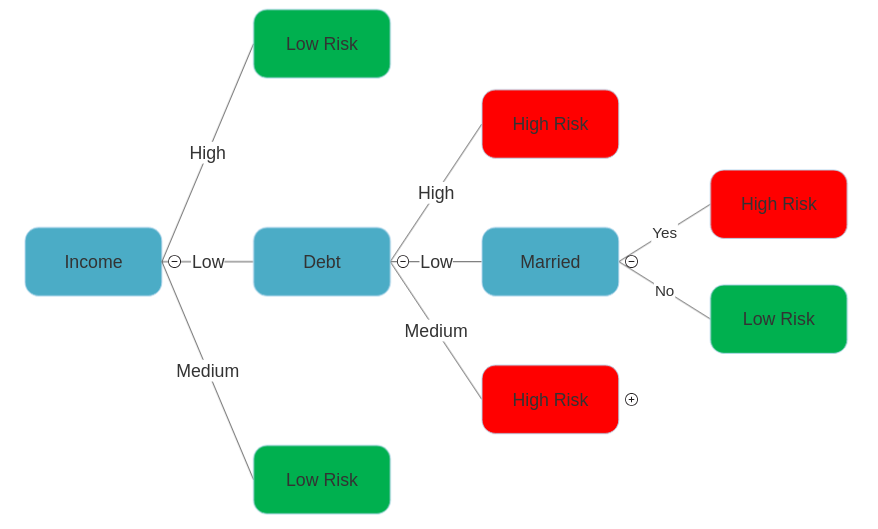 Low Risk
High Risk
High
High Risk
High
Yes
Income
Low
Debt
Low
Married
No
Low Risk
Medium
Medium
High Risk
Low Risk